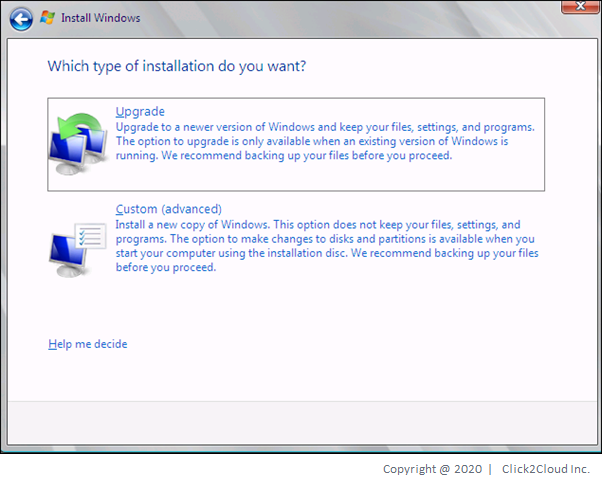 Install Windows
Which type of installation do you want?
Upgrade
Upgrade to a newer version of Windows and keep your files, settings, and programs.
The option to upgrade is only available when an existing version of Windows is
running. We recommend backing up your files before you proceed.
Custom (advanced)
Install a new copy of Windows. This option does not keep your files, settings, and
programs. The option to make changes to disks and partitions is available when you
start your computer using the installation disc. We recommend backing up your files
before you proceed.
Help me decide
Copyright @ 2020 | Click2Cloud Inc.